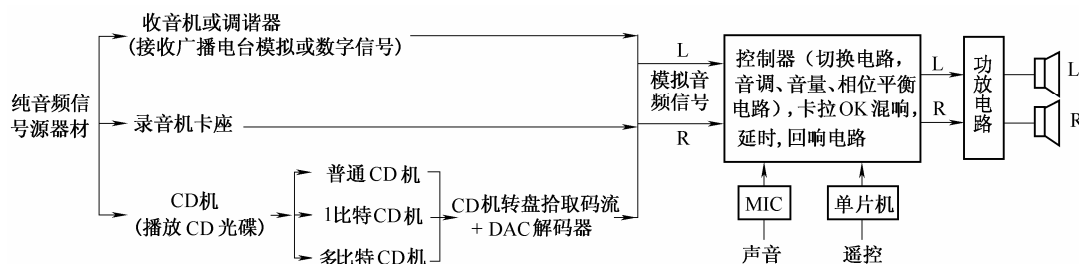 收音机或调谐器
(接收广播电台模拟或数字信号)
纯音频信
号源器材
录音机卡座
CD机
(播放CD光碟)
普通CD机
1比特CD机
多比特CD机
CD机转盘拾取码流
+DAC解码器
L
模拟音
频信号
R
控制器（切换电路，
音调、音量、相位平衡
电路），卡拉OK混响，
延时，回响电路
MIC
声音
单片机
遥控
L
R
功放电路
L
R